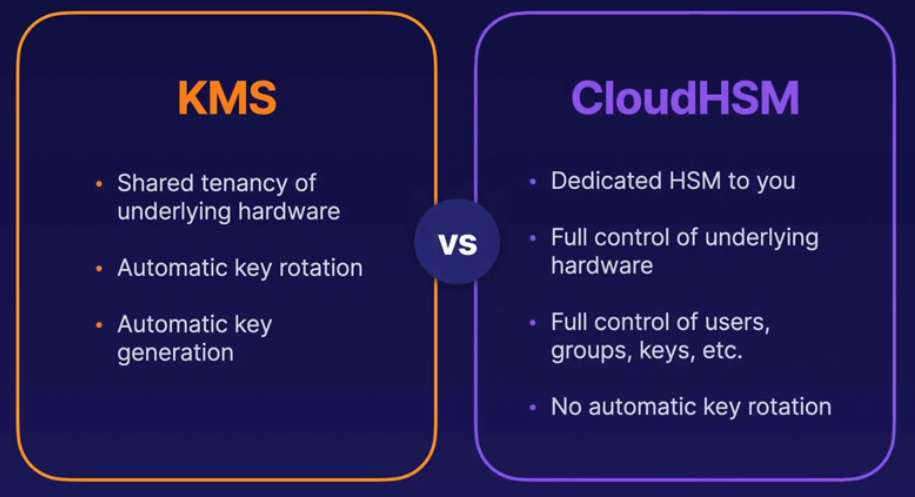 KMS
• Shared tenancy of
underlying hardware
• Automatic key rotation
• Automatic key
generation
vs
CloudHSM
• Dedicated HSM to you
• Full control of underlying
hardware
• Full control of users,
groups, keys, etc.
• No automatic key rotation